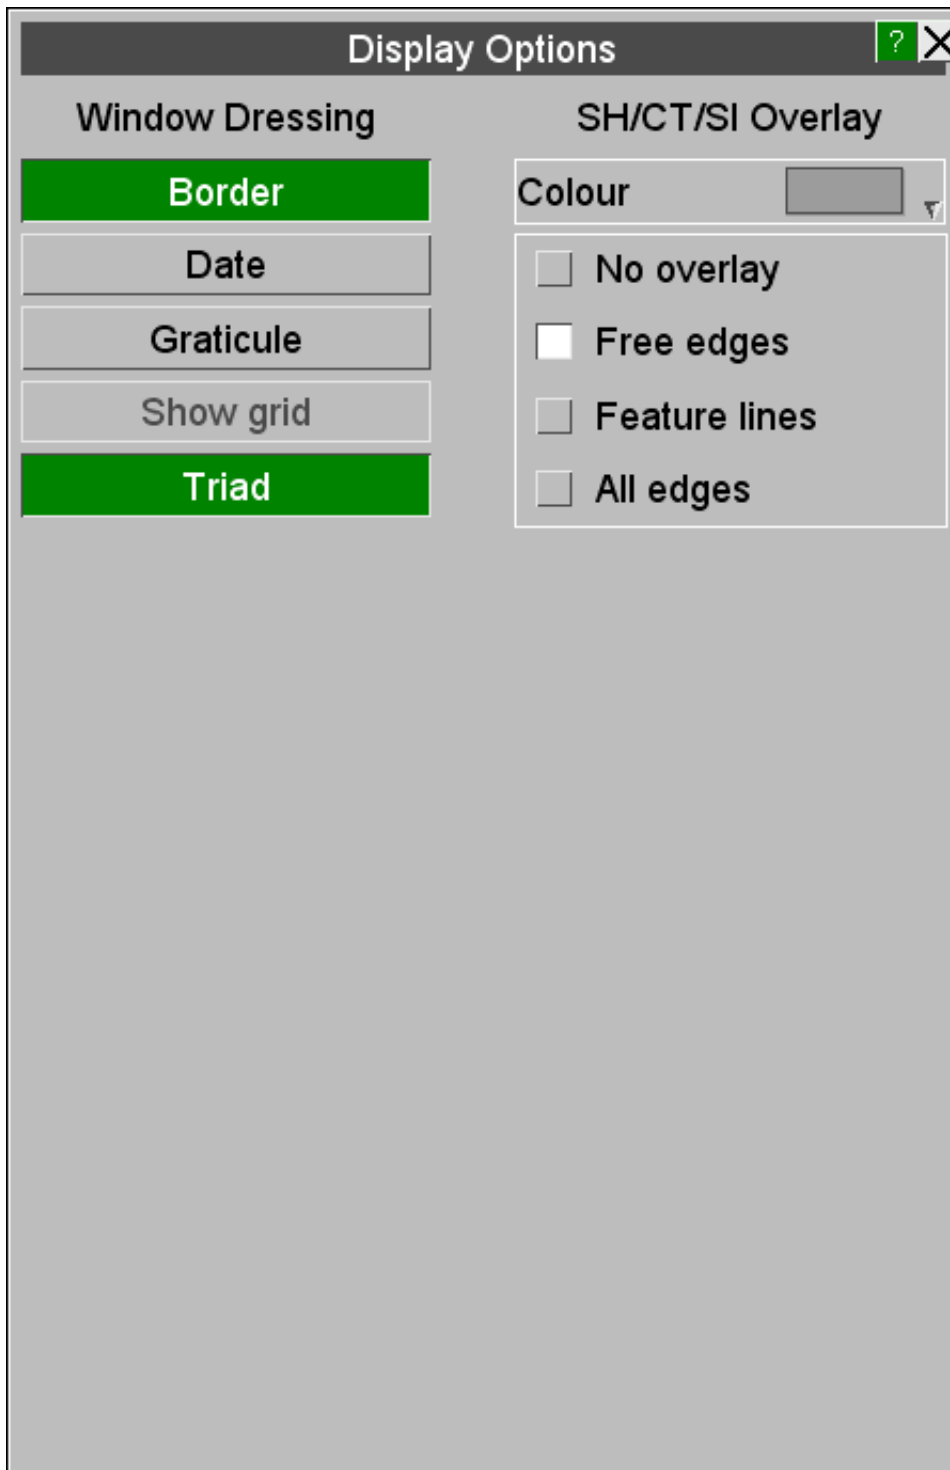 Display Options
?
Window Dressing
Border
Date
Graticule
Show grid
Triad
SH/CT/SI Overlay
Colour
No overlay
Free edges
Feature lines
All edges